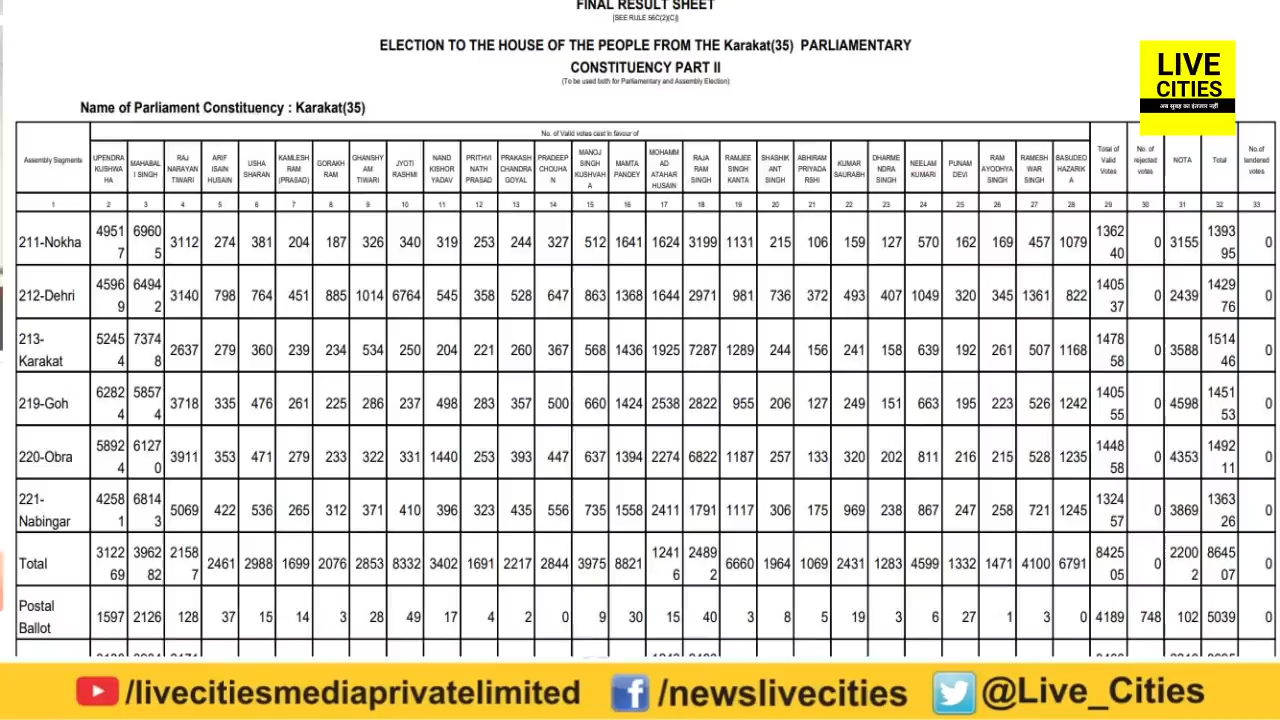 FINAL RESULT SHEET
[SEE RULE 56C(2)(C)]
ELECTION TO THE HOUSE OF THE PEOPLE FROM THE Karakat(35) PARLIAMENTARY
CONSTITUENCY PART II
(To be used both for Parliamentary and Assembly Election)
LIVE
CITIES
अब सुबह का इंतजार नहीं
Name of Parliament Constituency : Karakat(35)
No. of Valid votes cast in favour of
Assembly Segments UPENDRA KUSHWAHA MAHABALI SINGH RAJ NARAYAN TIWARI ARIF ISAIN HUSAIN USHA SHARAN KAMLESH RAM (PRASAD) GORAKH RAM GHANSHYAM TIWARI JYOTI RASHMI NAND KISHOR YADAV PRITHVI NATH PRASAD PRAKASH CHANDRA GOYAL PRADEEP CHOUHAN MANOJ SINGH KUSHVAHA MAMTA PANDEY MOHAMMAD ATAHAR HUSAIN RAJA RAM SINGH RAMJEE SINGH KANTA SHASHIKANT SINGH ABHIRAM PRIYADARSHI KUMAR SAURABH DHARMENDRA SINGH NEELAM KUMARI PUNAM DEVI RAM AYODHYA SINGH RAMESHWAR SINGH BASUDEO HAZARIKA Total of Valid Votes No. of rejected votes NOTA Total No.of tendered votes
1 2 3 4 5 6 7 8 9 10 11 12 13 14 15 16 17 18 19 20 21 22 23 24 25 26 27 28 29 30 31 32 33
211-Nokha 49517 69605 3112 274 381 204 187 326 340 319 253 244 327 512 1641 1624 3199 1131 215 106 159 127 570 162 169 457 1079 136240 0 3155 139395 0
212-Dehri 45969 64942 3140 798 764 451 885 1014 6764 545 358 528 647 863 1368 1644 2971 981 736 372 493 407 1049 320 345 1361 822 140537 0 2439 142976 0
213-Karakat 52454 73748 2637 279 360 239 234 534 250 204 221 260 367 568 1436 1925 7287 1289 244 156 241 158 639 192 261 507 1168 147858 0 3588 151446 0
219-Goh 62824 58574 3718 335 476 261 225 286 237 498 283 357 500 660 1424 2538 2822 955 206 127 249 151 663 195 223 526 1242 140555 0 4598 145153 0
220-Obra 58924 61270 3911 353 471 279 233 322 331 1440 253 393 447 637 1394 2274 6822 1187 257 133 320 202 811 216 215 528 1235 144858 0 4353 149211 0
221-Nabingar 42581 68143 5069 422 536 265 312 371 410 396 323 435 556 735 1558 2411 1791 1117 306 175 969 238 867 247 258 721 1245 132457 0 3869 136326 0
Total 312269 396282 21587 2461 2988 1699 2076 2853 8332 3402 1691 2217 2844 3975 8821 12416 24892 6660 1964 1069 2431 1283 4599 1332 1471 4100 6791 842505 0 22002 864507 0
Postal Ballot 1597 2126 128 37 15 14 3 28 49 17 4 2 0 9 30 15 40 3 8 5 19 3 6 27 1 3 0 4189 748 102 5039 0
/livecitiesmediaprivatelimited /newslivecities @Live_Cities